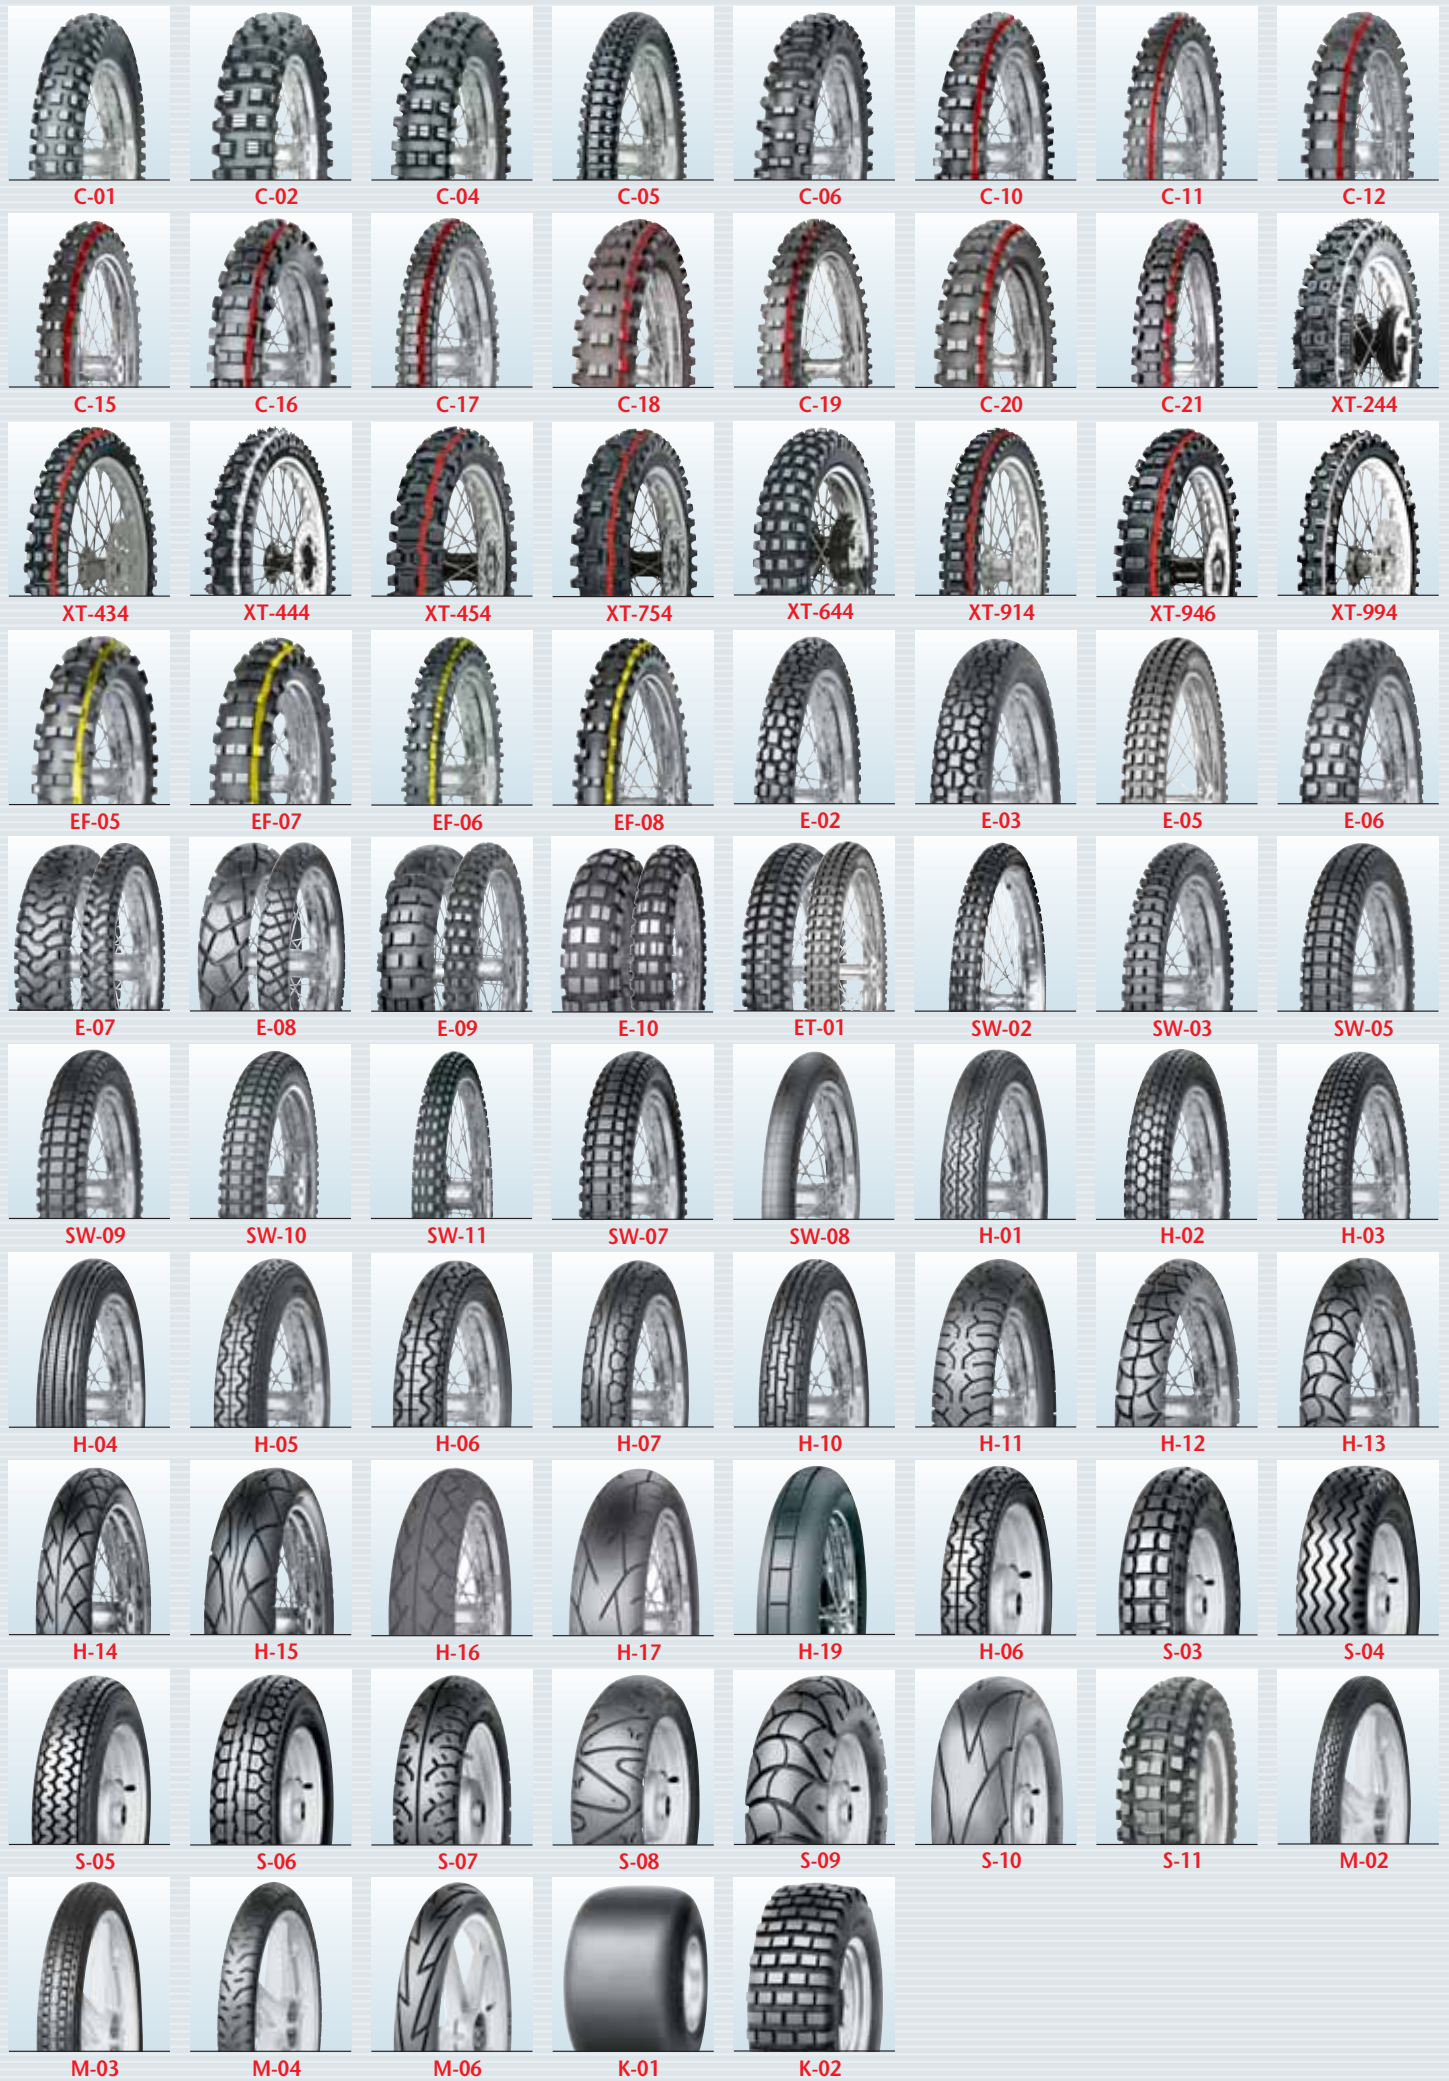 C-01 C-02 C-04 C-05 C-06 C-10 C-11 C-12
C-15 C-16 C-17 C-18 C-19 C-20 C-21 XT-244
XT-434 XT-444 XT-454 XT-754 XT-644 XT-914 XT-946 XT-994
EF-05 EF-07 EF-06 EF-08 E-02 E-03 E-05 E-06
E-07 E-08 E-09 E-10 ET-01 SW-02 SW-03 SW-05
SW-09 SW-10 SW-11 SW-07 SW-08 H-01 H-02 H-03
H-04 H-05 H-06 H-07 H-10 H-11 H-12 H-13
H-14 H-15 H-16 H-17 H-19 H-06 S-03 S-04
S-05 S-06 S-07 S-08 S-09 S-10 S-11 M-02
M-03 M-04 M-06 K-01 K-02